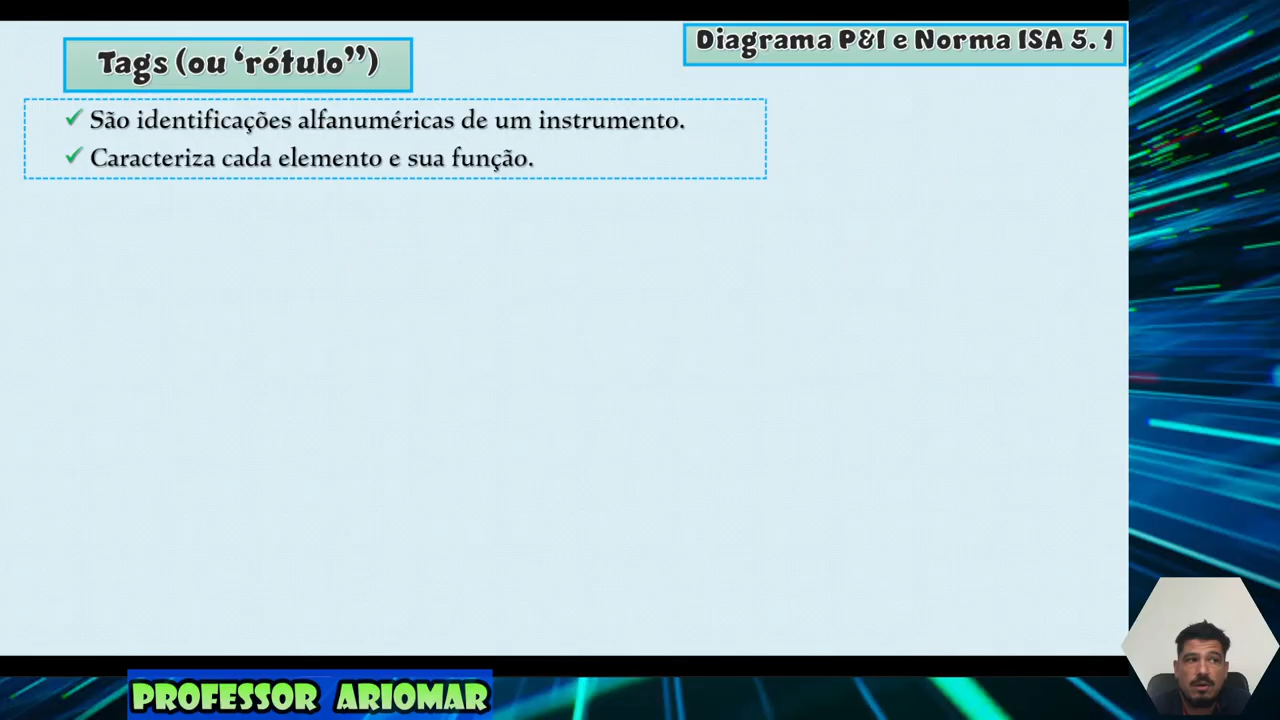 Tags (ou ‘rótulo”)
Diagrama P&I e Norma ISA 5.1
✓ São identificações alfanuméricas de um instrumento.
✓ Caracteriza cada elemento e sua função.
PROFESSOR ARIOMAR